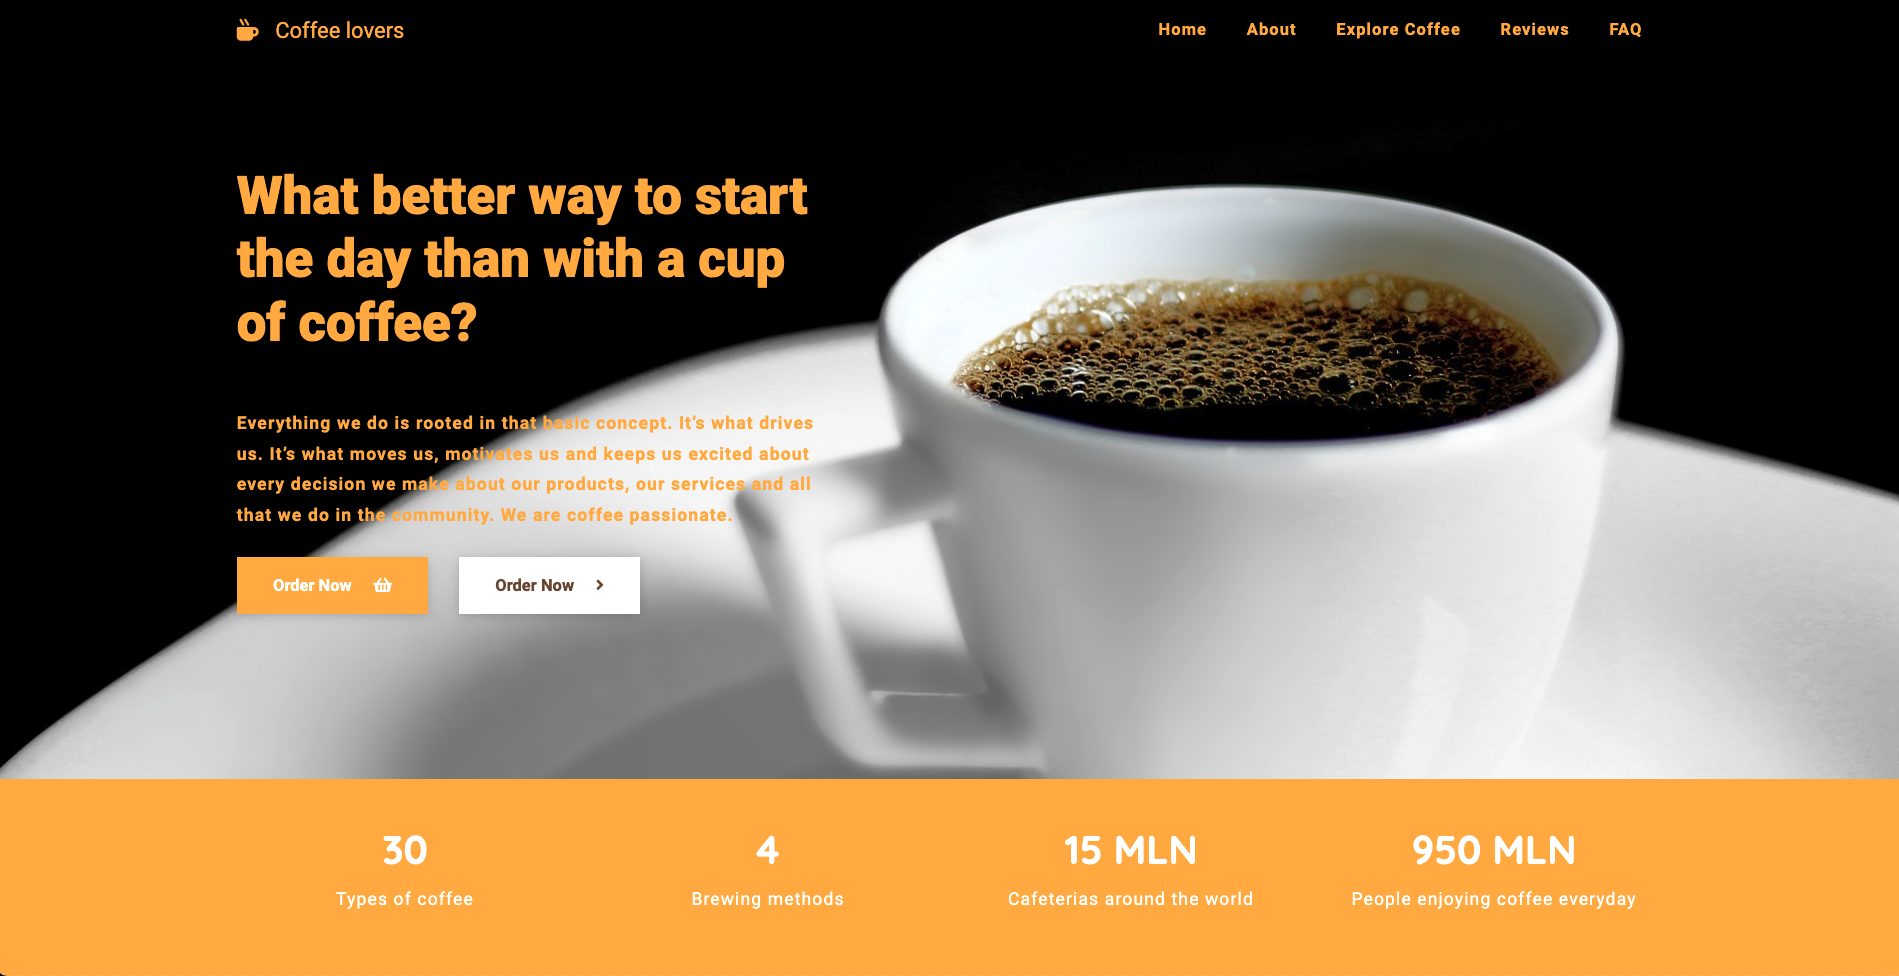 Coffee lovers
Home About Explore Coffee Reviews FAQ
What better way to start
the day than with a cup
of coffee?
Everything we do is rooted in that basic concept. It’s what drives
us. It’s what moves us, motivates us and keeps us excited about
every decision we make about our products, our services and all
that we do in the community. We are coffee passionate.
Order Now Order Now
30 4 15 MLN 950 MLN
Types of coffee Brewing methods Cafeterias around the world People enjoying coffee everyday